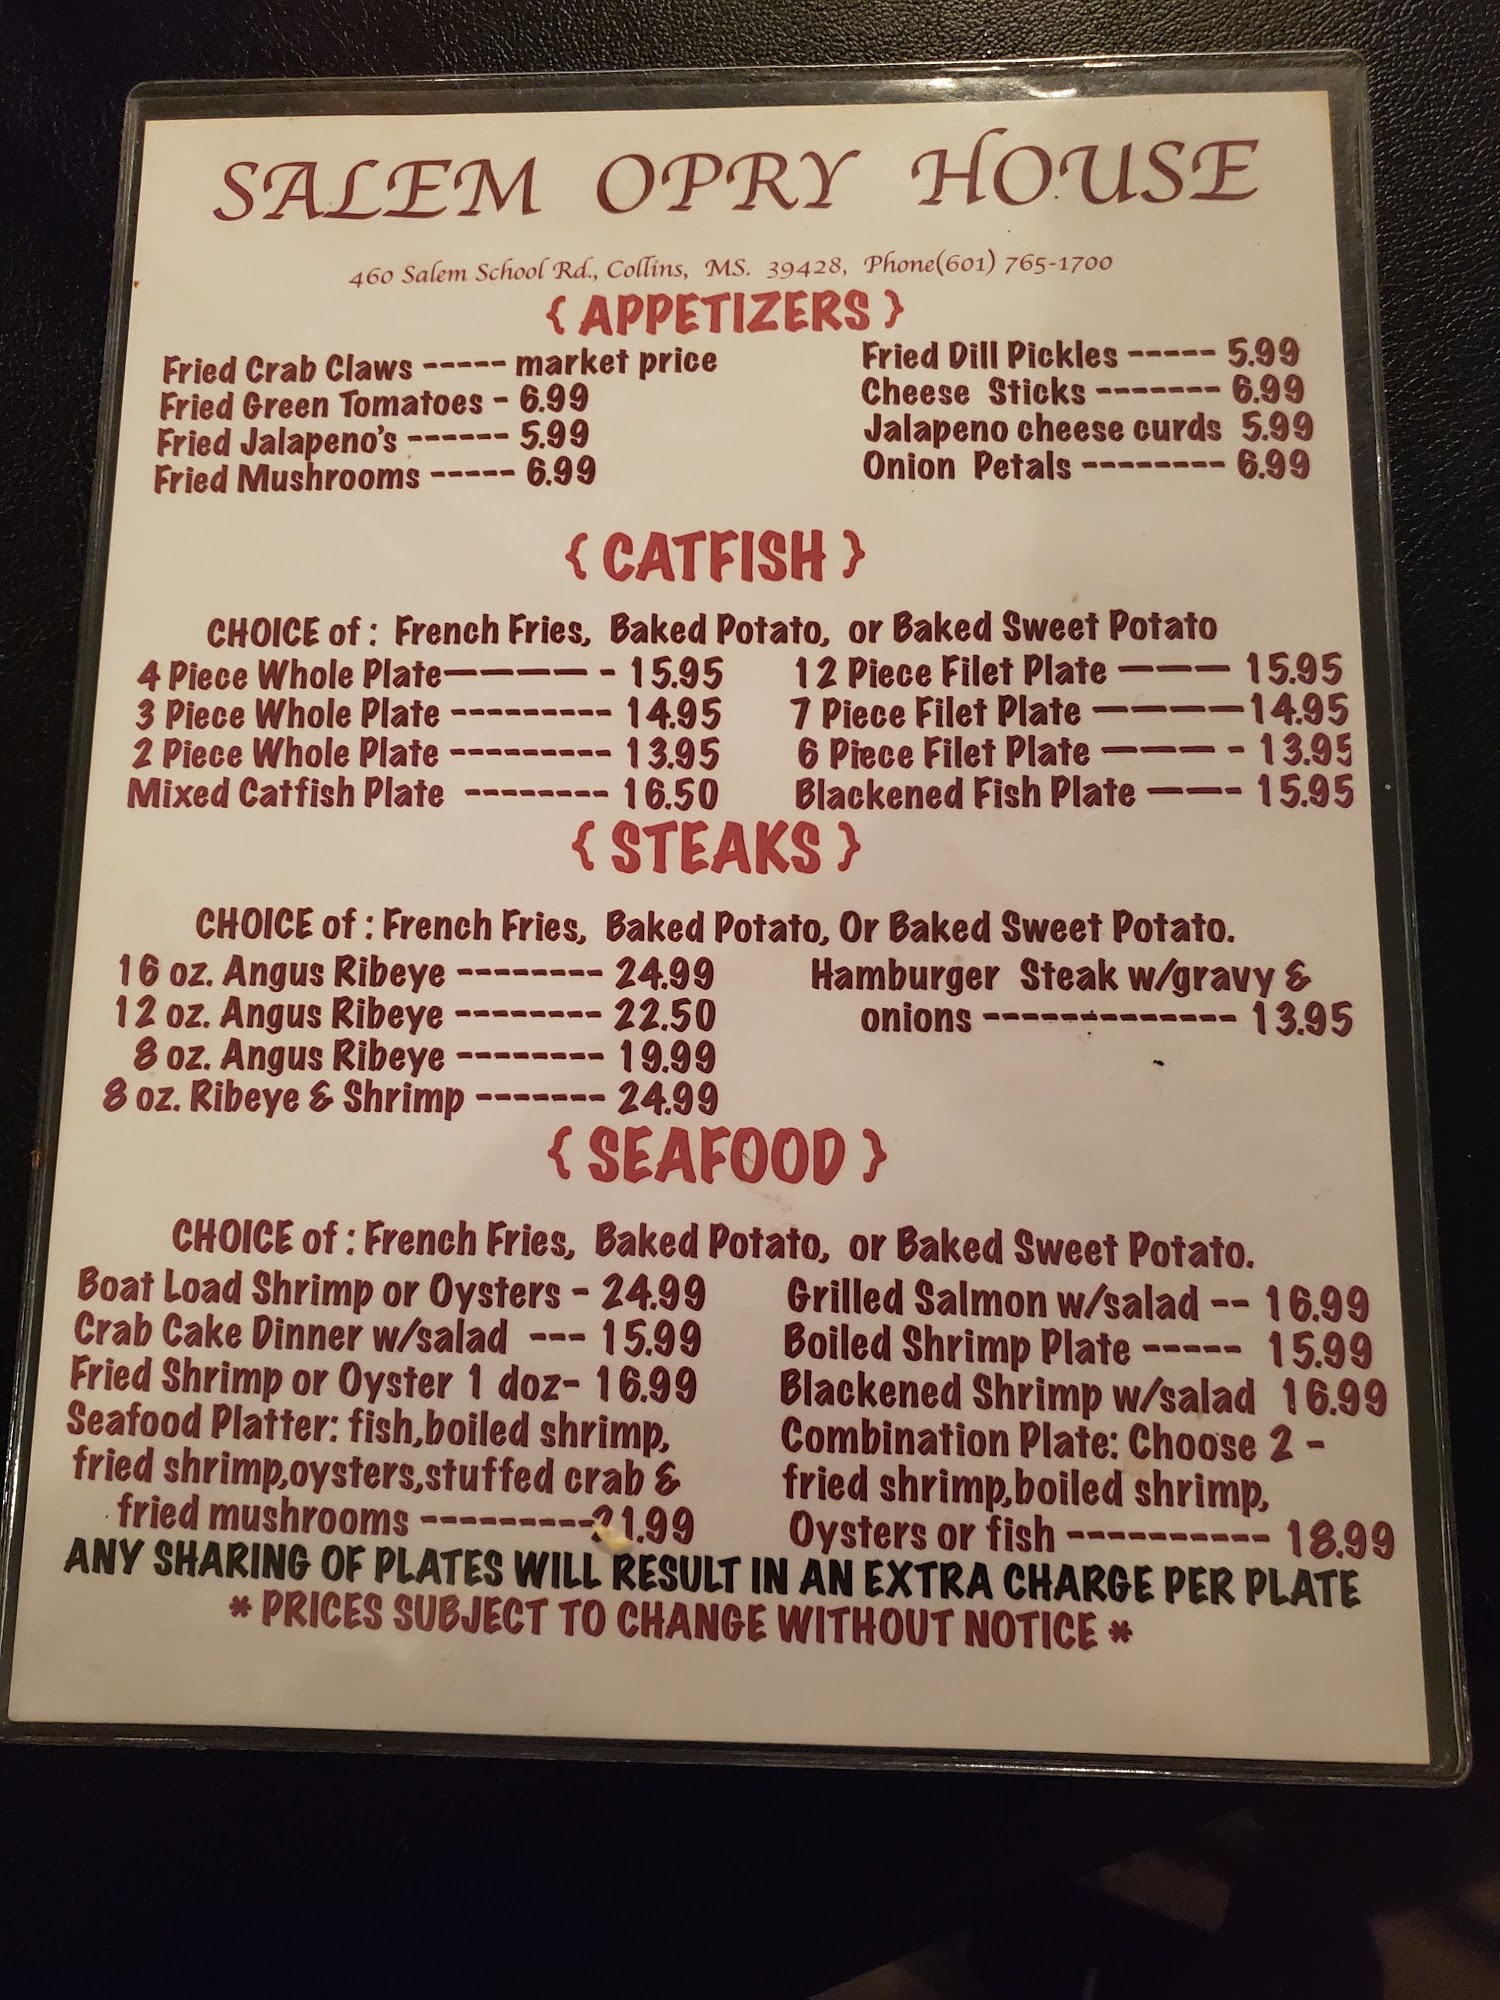 SALEM OPRY HOUSE
460 Salem School Rd., Collins, MS. 39428, Phone(601) 765-1700
{ APPETIZERS }
Fried Crab Claws ----- market price
Fried Green Tomatoes - 6.99
Fried Jalapeno's ------ 5.99
Fried Mushrooms ----- 6.99
Fried Dill Pickles ----- 5.99
Cheese Sticks ------- 6.99
Jalapeno cheese curds 5.99
Onion Petals -------- 6.99
{ CATFISH }
CHOICE of : French Fries, Baked Potato, or Baked Sweet Potato
4 Piece Whole Plate———— - 15.95
3 Piece Whole Plate --------- 14.95
2 Piece Whole Plate --------- 13.95
Mixed Catfish Plate -------- 16.50
12 Piece Filet Plate ——— 15.95
7 Piece Filet Plate ————14.95
6 Piece Filet Plate ——— - 13.95
Blackened Fish Plate ——- 15.95
{ STEAKS }
CHOICE of : French Fries, Baked Potato, Or Baked Sweet Potato.
16 oz. Angus Ribeye -------- 24.99
12 oz. Angus Ribeye -------- 22.50
8 oz. Angus Ribeye -------- 19.99
8 oz. Ribeye & Shrimp ------- 24.99
Hamburger Steak w/gravy &
onions ------------- 13.95
{ SEAFOOD }
CHOICE of : French Fries, Baked Potato, or Baked Sweet Potato.
Boat Load Shrimp or Oysters - 24.99
Crab Cake Dinner w/salad --- 15.99
Fried Shrimp or Oyster 1 doz- 16.99
Seafood Platter: fish,boiled shrimp,
fried shrimp,oysters,stuffed crab &
fried mushrooms ---------21.99
Grilled Salmon w/salad -- 16.99
Boiled Shrimp Plate ----- 15.99
Blackened Shrimp w/salad 16.99
Combination Plate: Choose 2 -
fried shrimp,boiled shrimp,
Oysters or fish ---------- 18.99
ANY SHARING OF PLATES WILL RESULT IN AN EXTRA CHARGE PER PLATE
* PRICES SUBJECT TO CHANGE WITHOUT NOTICE *